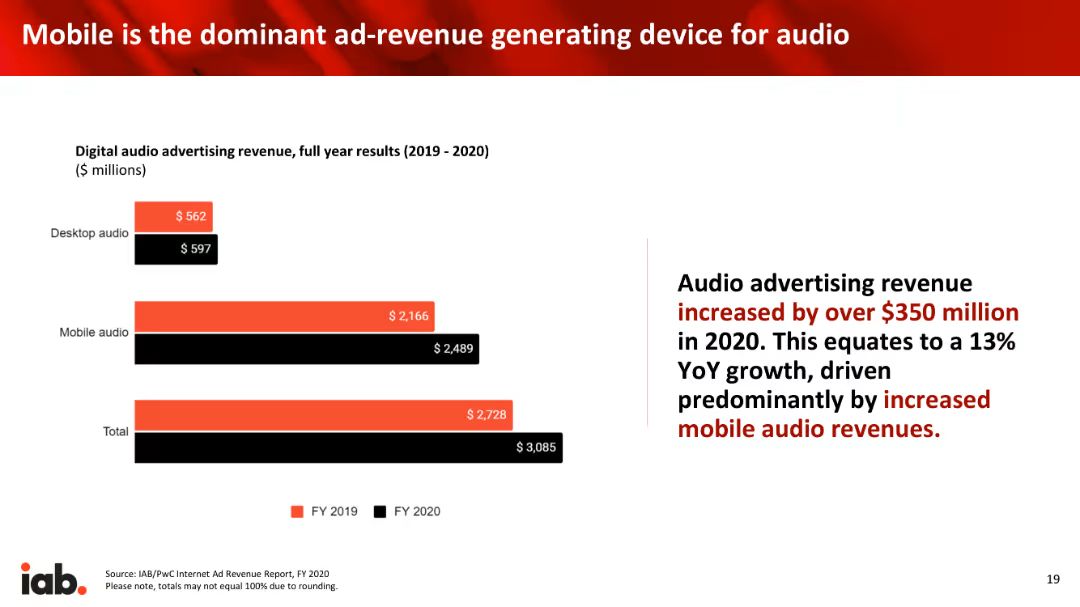 Mobile is the dominant ad-revenue generating device for audio
Digital audio advertising revenue, full year results (2019 - 2020)
($ millions)
Desktop audio
$ 562
$ 597
Mobile audio
$ 2,166
$ 2,489
Total
$ 2,728
$ 3,085
FY 2019
FY 2020
Audio advertising revenue
increased by over $350 million
in 2020. This equates to a 13%
YoY growth, driven
predominantly by increased
mobile audio revenues.
iab.
Source: IAB/PwC Internet Ad Revenue Report, FY 2020
Please note, totals may not equal 100% due to rounding.
19